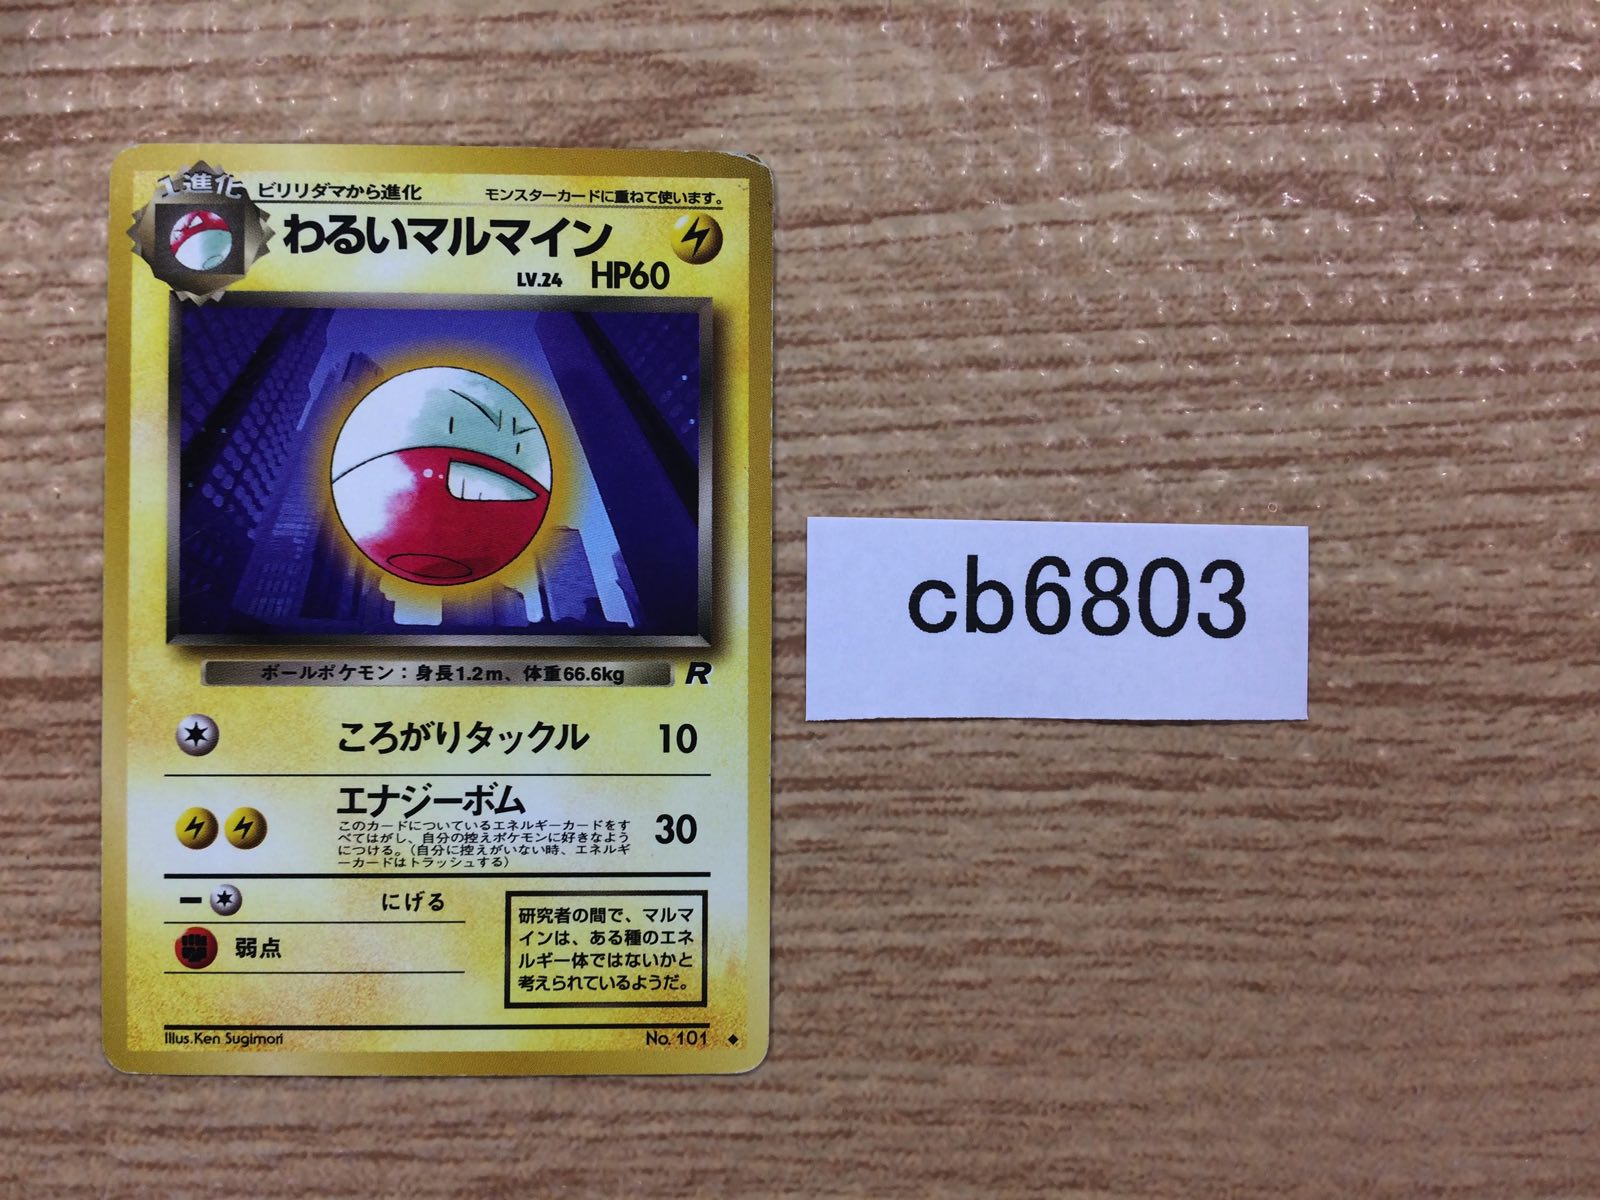 1進化
ビリリダマから進化 モンスターカードに重ねて使います。
わるいマルマイン
LV.24 HP60
ボールポケモン：身長1.2m、体重66.6kg R
ころがりタックル 10
エナジーボム
このカードについているエネルギーカードをす
べてはがし、自分の控えポケモンに好きなよう
につける。（自分に控えがいない時、エネルギ
ーカードはトラッシュする）
30
ー にげる
弱点
研究者の間で、マルマ
インは、ある種のエネ
ルギー体ではないかと
考えられているようだ。
Illus.Ken Sugimori No. 101 ◆
cb6803